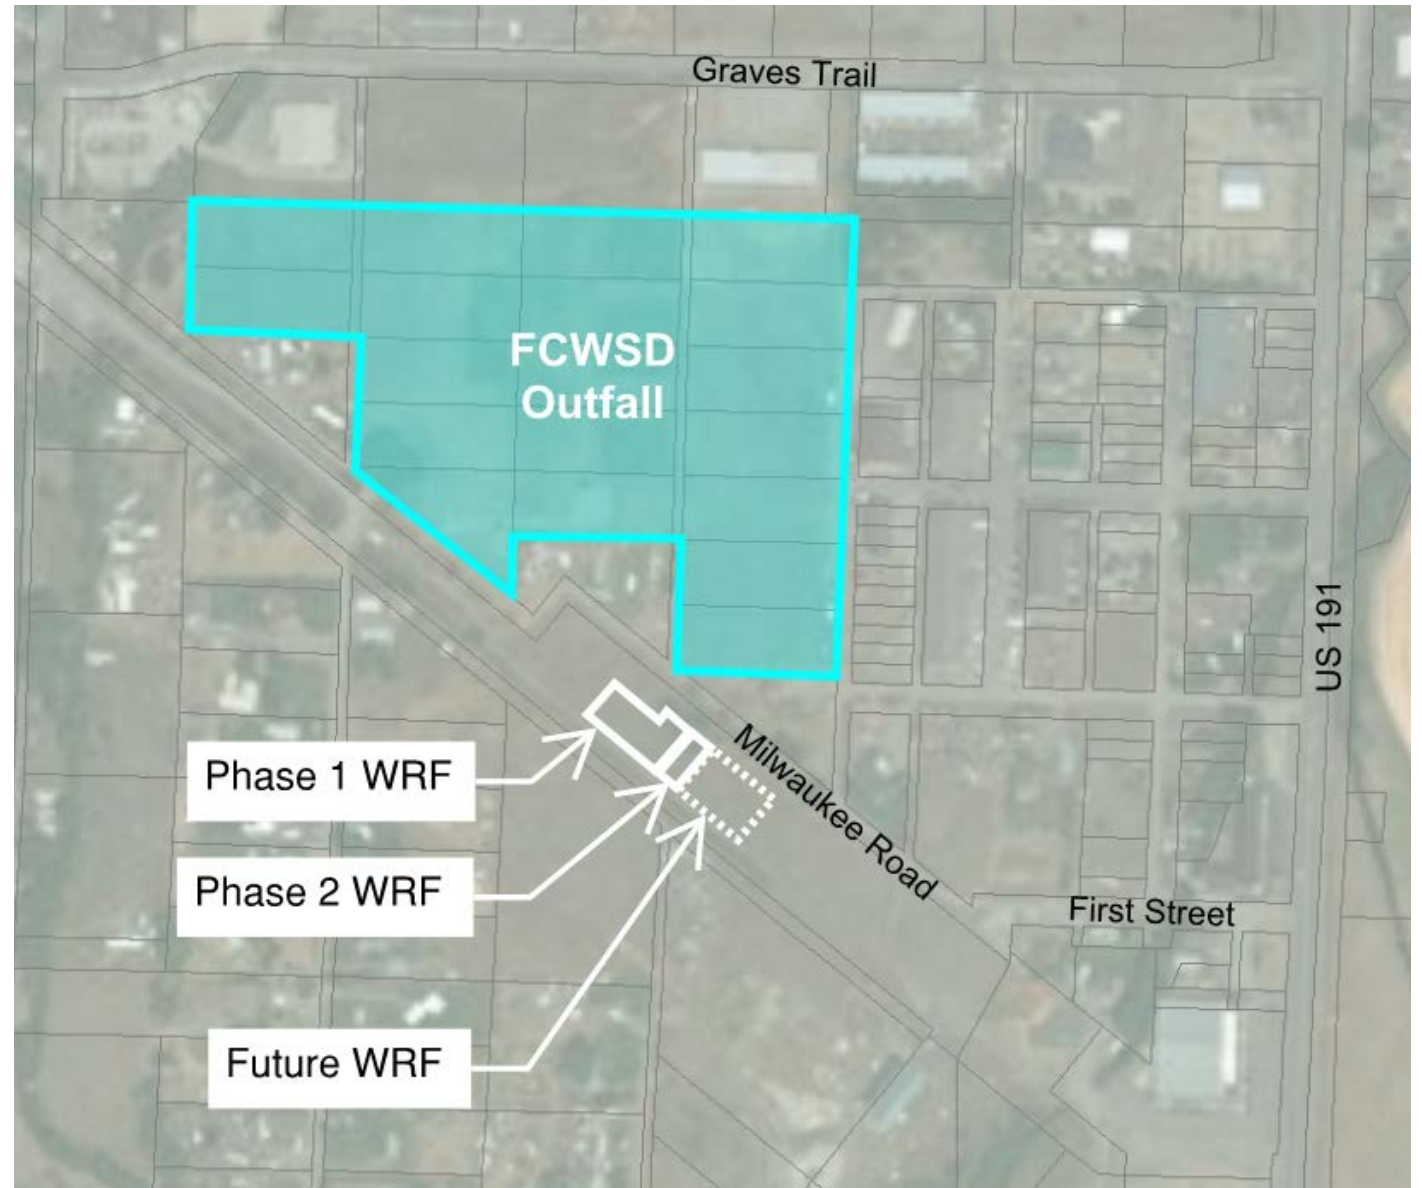 Graves Trail
FCWSD
Outfall
US 191
Milwaukee Road
Phase 1 WRF
Phase 2 WRF
First Street
Future WRF